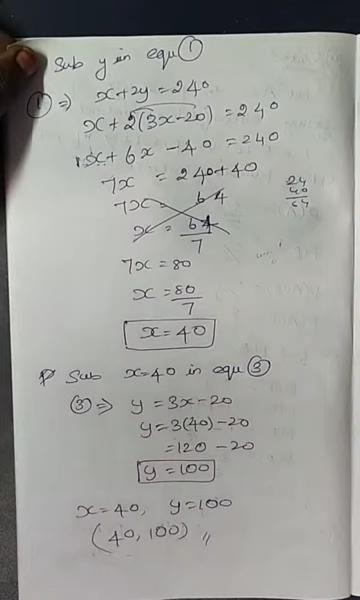 Sub y in equ ①
① ⇒ x+2y = 240
x+2(3x-20) = 240
x+6x -40 = 240
7x = 240+40
7x = 64
x = 64/7
24
40
64
7x = 80
x = 80/7
x = 40
Sub x=40 in equ ③
③ ⇒ y = 3x-20
y = 3(40)-20
= 120 - 20
y = 100
x = 40, y = 100
(40, 100) 〃